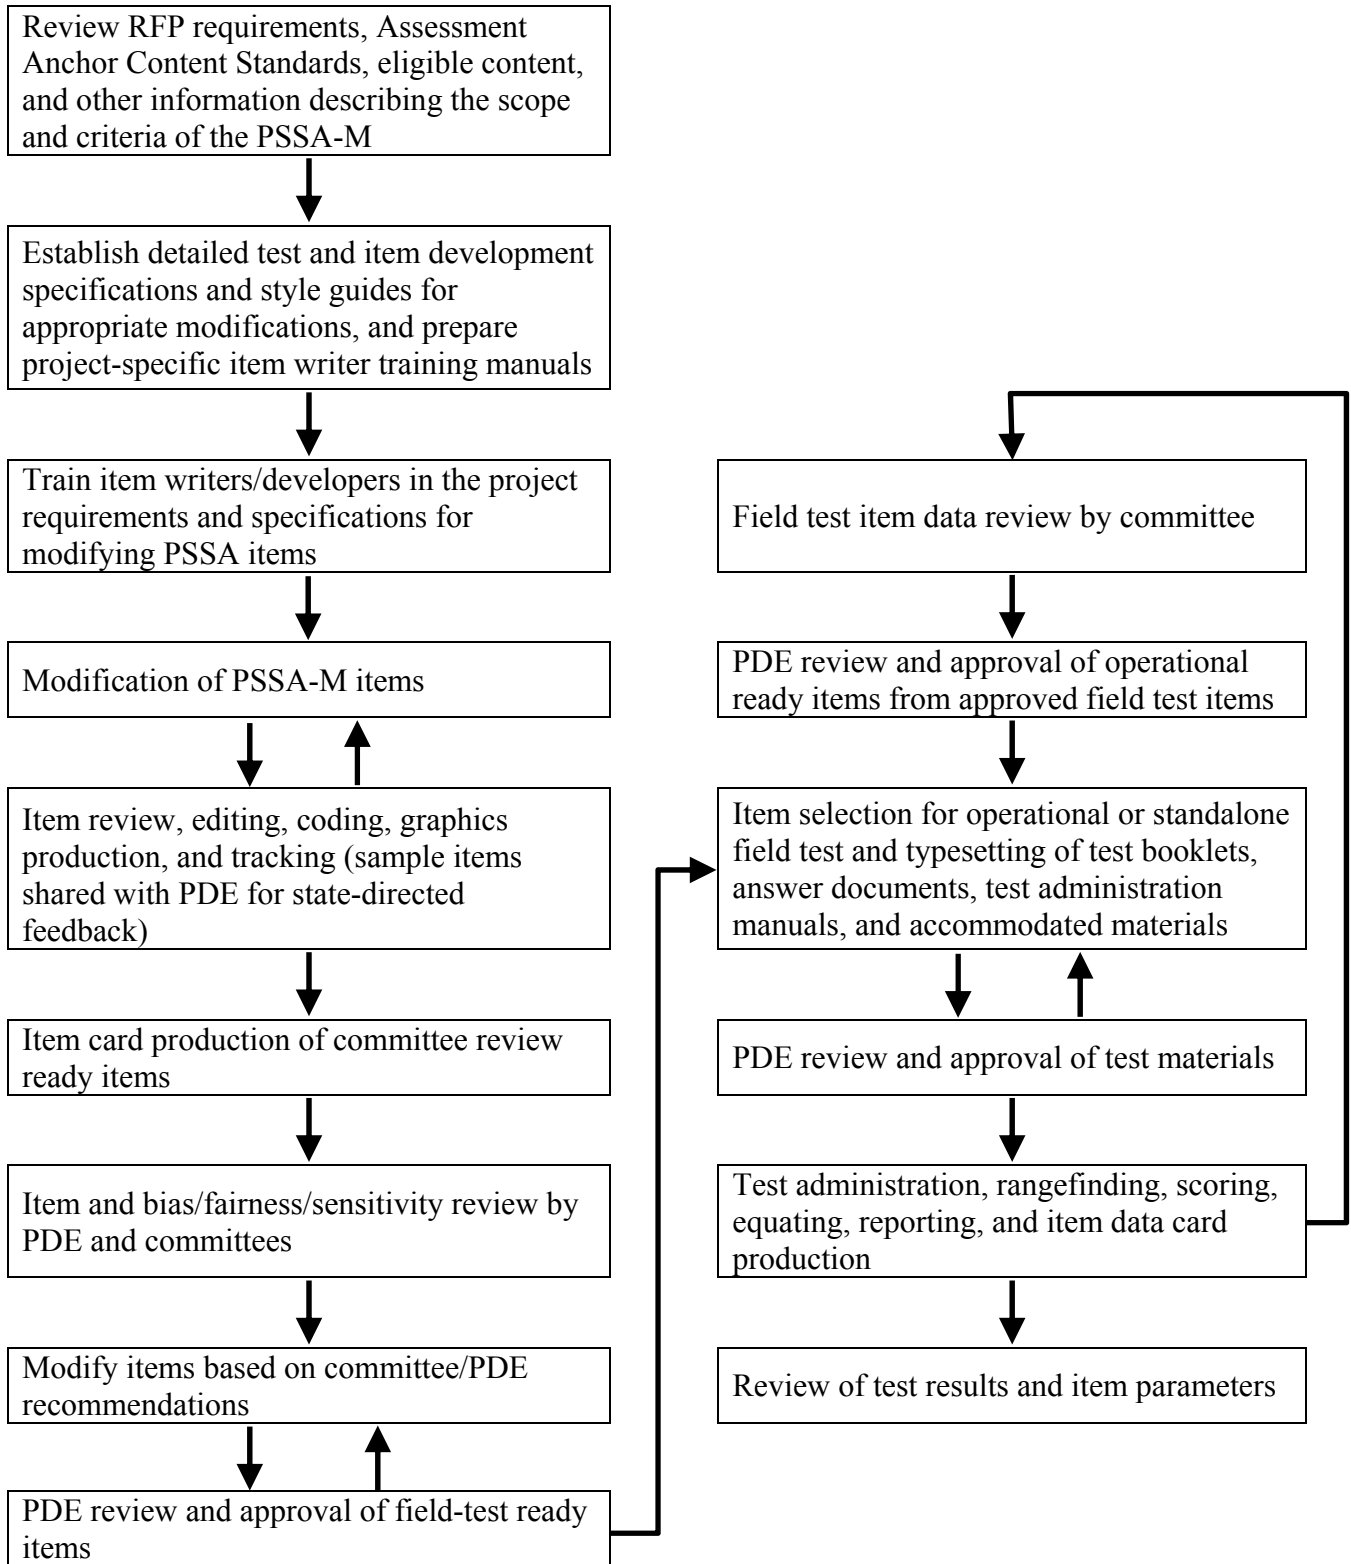 Review RFP requirements, Assessment
Anchor Content Standards, eligible content,
and other information describing the scope
and criteria of the PSSA-M
Establish detailed test and item development
specifications and style guides for
appropriate modifications, and prepare
project-specific item writer training manuals
Train item writers/developers in the project
requirements and specifications for
modifying PSSA items
Modification of PSSA-M items
Item review, editing, coding, graphics
production, and tracking (sample items
shared with PDE for state-directed
feedback)
Item card production of committee review
ready items
Item and bias/fairness/sensitivity review by
PDE and committees
Modify items based on committee/PDE
recommendations
PDE review and approval of field-test ready
items
Field test item data review by committee
PDE review and approval of operational
ready items from approved field test items
Item selection for operational or standalone
field test and typesetting of test booklets,
answer documents, test administration
manuals, and accommodated materials
PDE review and approval of test materials
Test administration, rangefinding, scoring,
equating, reporting, and item data card
production
Review of test results and item parameters